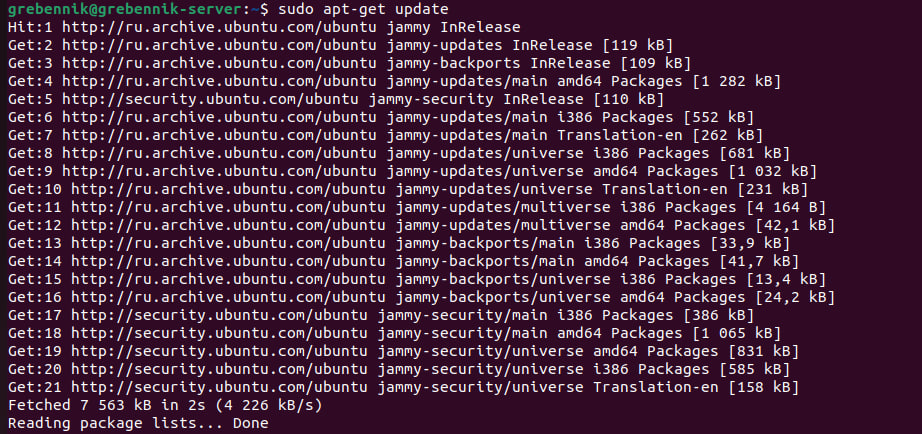 grebennik@grebennik-server:~$ sudo apt-get update
Hit:1 http://ru.archive.ubuntu.com/ubuntu jammy InRelease
Get:2 http://ru.archive.ubuntu.com/ubuntu jammy-updates InRelease [119 kB]
Get:3 http://ru.archive.ubuntu.com/ubuntu jammy-backports InRelease [109 kB]
Get:4 http://ru.archive.ubuntu.com/ubuntu jammy-updates/main amd64 Packages [1 282 kB]
Get:5 http://security.ubuntu.com/ubuntu jammy-security InRelease [110 kB]
Get:6 http://ru.archive.ubuntu.com/ubuntu jammy-updates/main i386 Packages [552 kB]
Get:7 http://ru.archive.ubuntu.com/ubuntu jammy-updates/main Translation-en [262 kB]
Get:8 http://ru.archive.ubuntu.com/ubuntu jammy-updates/universe i386 Packages [681 kB]
Get:9 http://ru.archive.ubuntu.com/ubuntu jammy-updates/universe amd64 Packages [1 032 kB]
Get:10 http://ru.archive.ubuntu.com/ubuntu jammy-updates/universe Translation-en [231 kB]
Get:11 http://ru.archive.ubuntu.com/ubuntu jammy-updates/multiverse i386 Packages [4 164 B]
Get:12 http://ru.archive.ubuntu.com/ubuntu jammy-updates/multiverse amd64 Packages [42,1 kB]
Get:13 http://ru.archive.ubuntu.com/ubuntu jammy-backports/main i386 Packages [33,9 kB]
Get:14 http://ru.archive.ubuntu.com/ubuntu jammy-backports/main amd64 Packages [41,7 kB]
Get:15 http://ru.archive.ubuntu.com/ubuntu jammy-backports/universe i386 Packages [13,4 kB]
Get:16 http://ru.archive.ubuntu.com/ubuntu jammy-backports/universe amd64 Packages [24,2 kB]
Get:17 http://security.ubuntu.com/ubuntu jammy-security/main i386 Packages [386 kB]
Get:18 http://security.ubuntu.com/ubuntu jammy-security/main amd64 Packages [1 065 kB]
Get:19 http://security.ubuntu.com/ubuntu jammy-security/universe amd64 Packages [831 kB]
Get:20 http://security.ubuntu.com/ubuntu jammy-security/universe i386 Packages [585 kB]
Get:21 http://security.ubuntu.com/ubuntu jammy-security/universe Translation-en [158 kB]
Fetched 7 563 kB in 2s (4 226 kB/s)
Reading package lists... Done